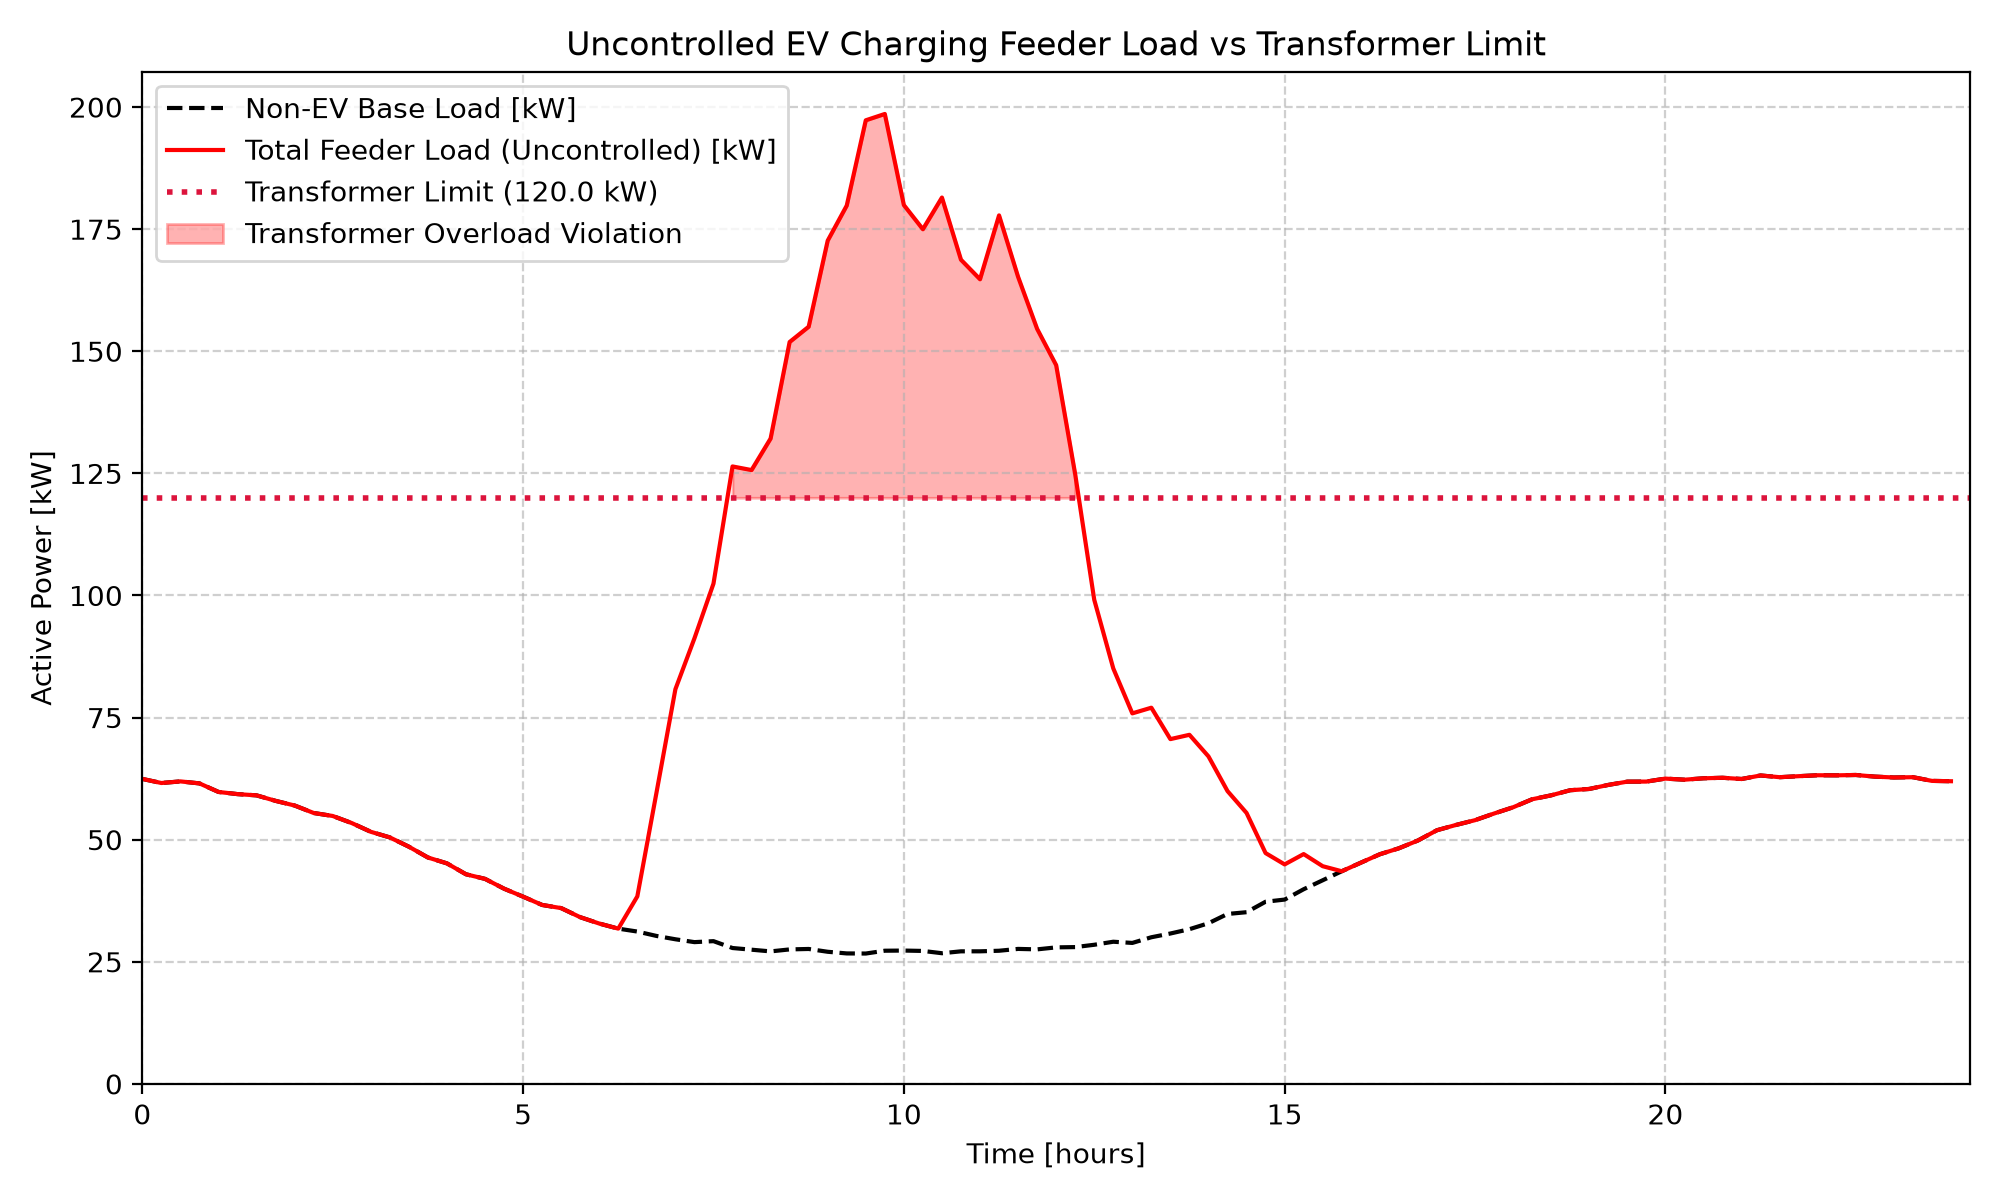 Uncontrolled EV Charging Feeder Load vs Transformer Limit
Non-EV Base Load [kW]
Total Feeder Load (Uncontrolled) [kW]
Transformer Limit (120.0 kW)
Transformer Overload Violation
Active Power [kW]
200
175
150
125
100
75
50
25
0
0 5 10 15 20
Time [hours]